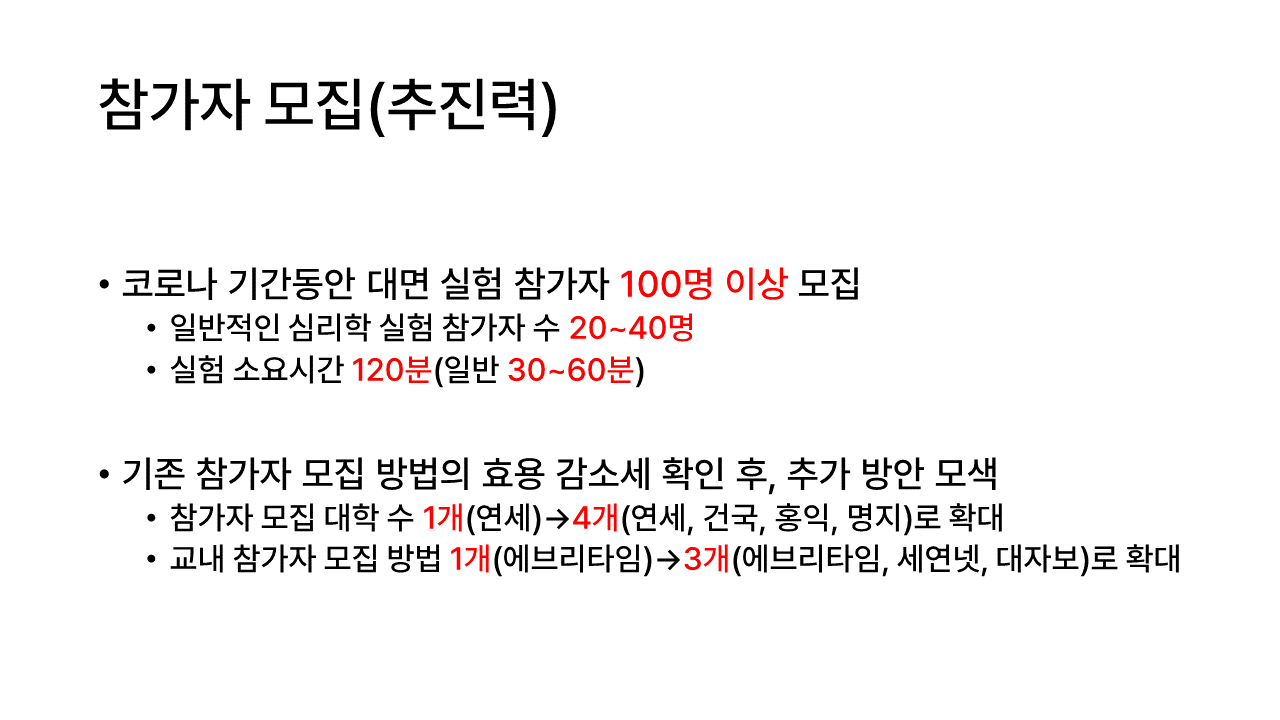 참가자 모집(추진력)
• 코로나 기간동안 대면 실험 참가자 100명 이상 모집
• 일반적인 심리학 실험 참가자 수 20~40명
• 실험 소요시간 120분(일반 30~60분)
• 기존 참가자 모집 방법의 효용 감소세 확인 후, 추가 방안 모색
• 참가자 모집 대학 수 1개(연세)→4개(연세, 건국, 홍익, 명지)로 확대
• 교내 참가자 모집 방법 1개(에브리타임)→3개(에브리타임, 세연넷, 대자보)로 확대